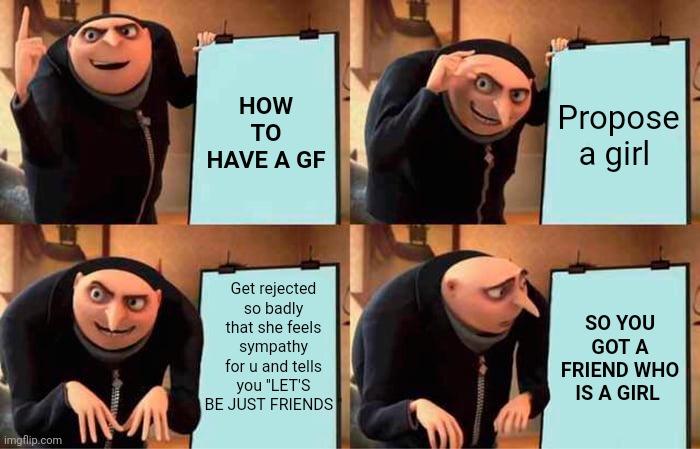 HOW
TO
HAVE A GF
Propose
a girl
Get rejected
so badly
that she feels
sympathy
for u and tells
you "LET'S
BE JUST FRIENDS
SO YOU
GOT A
FRIEND WHO
IS A GIRL
imgflip.com